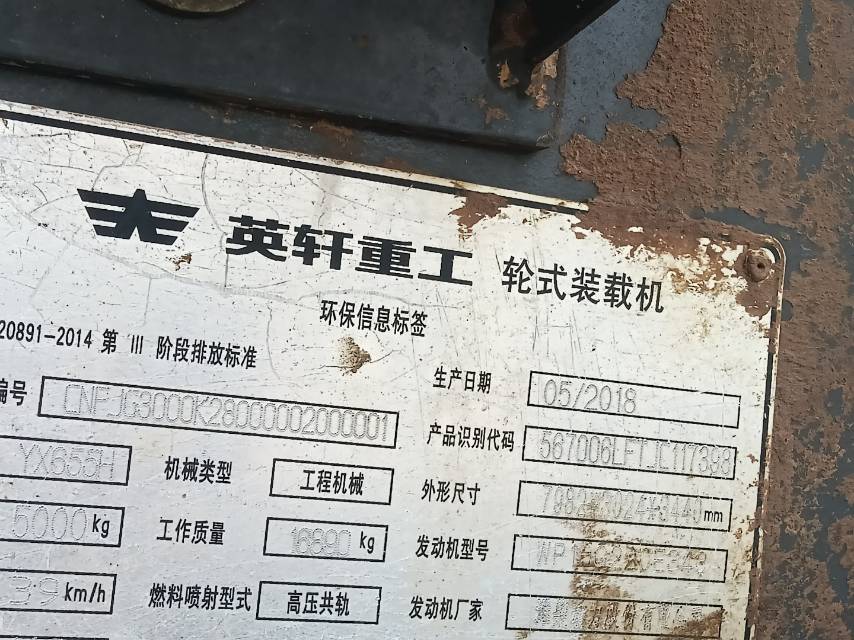 英轩重工 轮式装载机
环保信息标签
20891-2014 第 III 阶段排放标准
生产日期 05/2018
编号 CNFJG3000K28000002000001
产品识别代码
YX655H 机械类型 工程机械
外形尺寸 mm
5000kg 工作质量 16890 kg
发动机型号
39 km/h 燃料喷射型式 高压共轨
发动机厂家